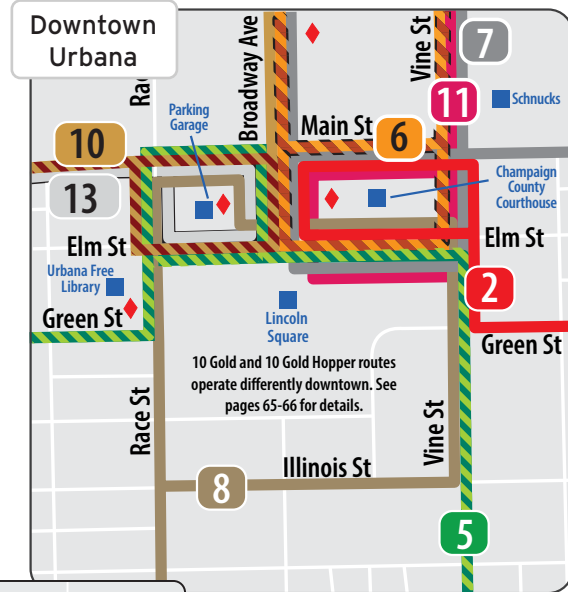 Downtown
Urbana
Rac
Broadway Ave
Vine St
7
11
Schnucks
Parking
Garage
Main St
6
10
13
Champaign
County
Courthouse
Elm St
Elm St
Urbana Free
Library
2
Green St
Lincoln
Square
Green St
10 Gold and 10 Gold Hopper routes
operate differently downtown. See
pages 65-66 for details.
Race St
Vine St
Illinois St
8
5